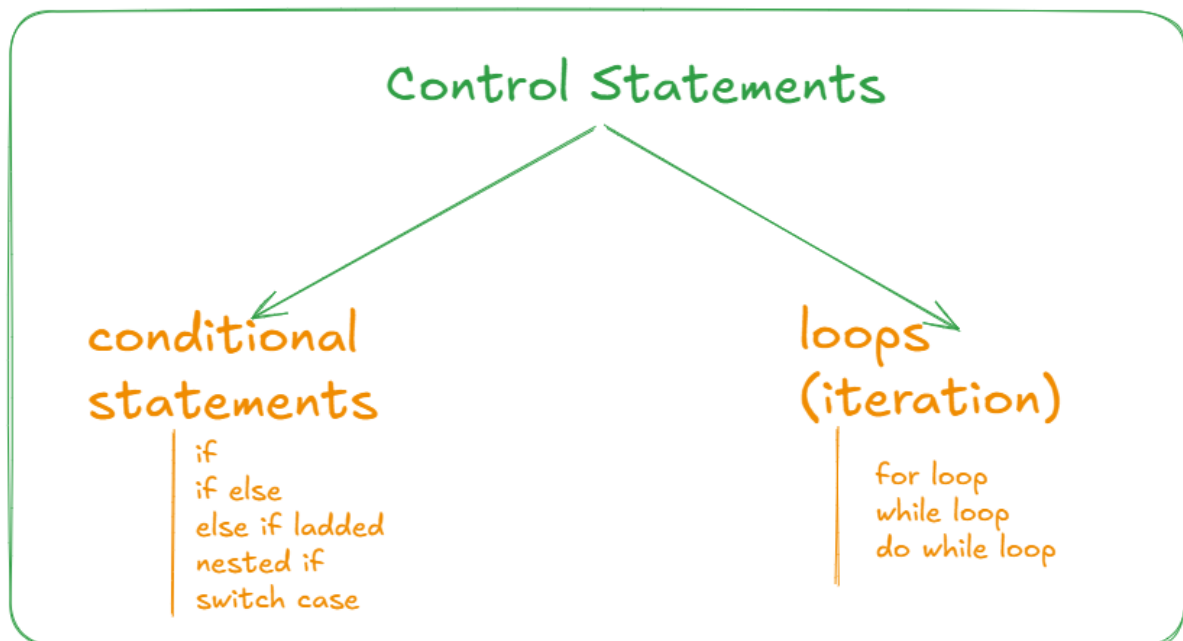 Control Statements
conditional
statements
if
if else
else if ladded
nested if
switch case
loops
(iteration)
for loop
while loop
do while loop